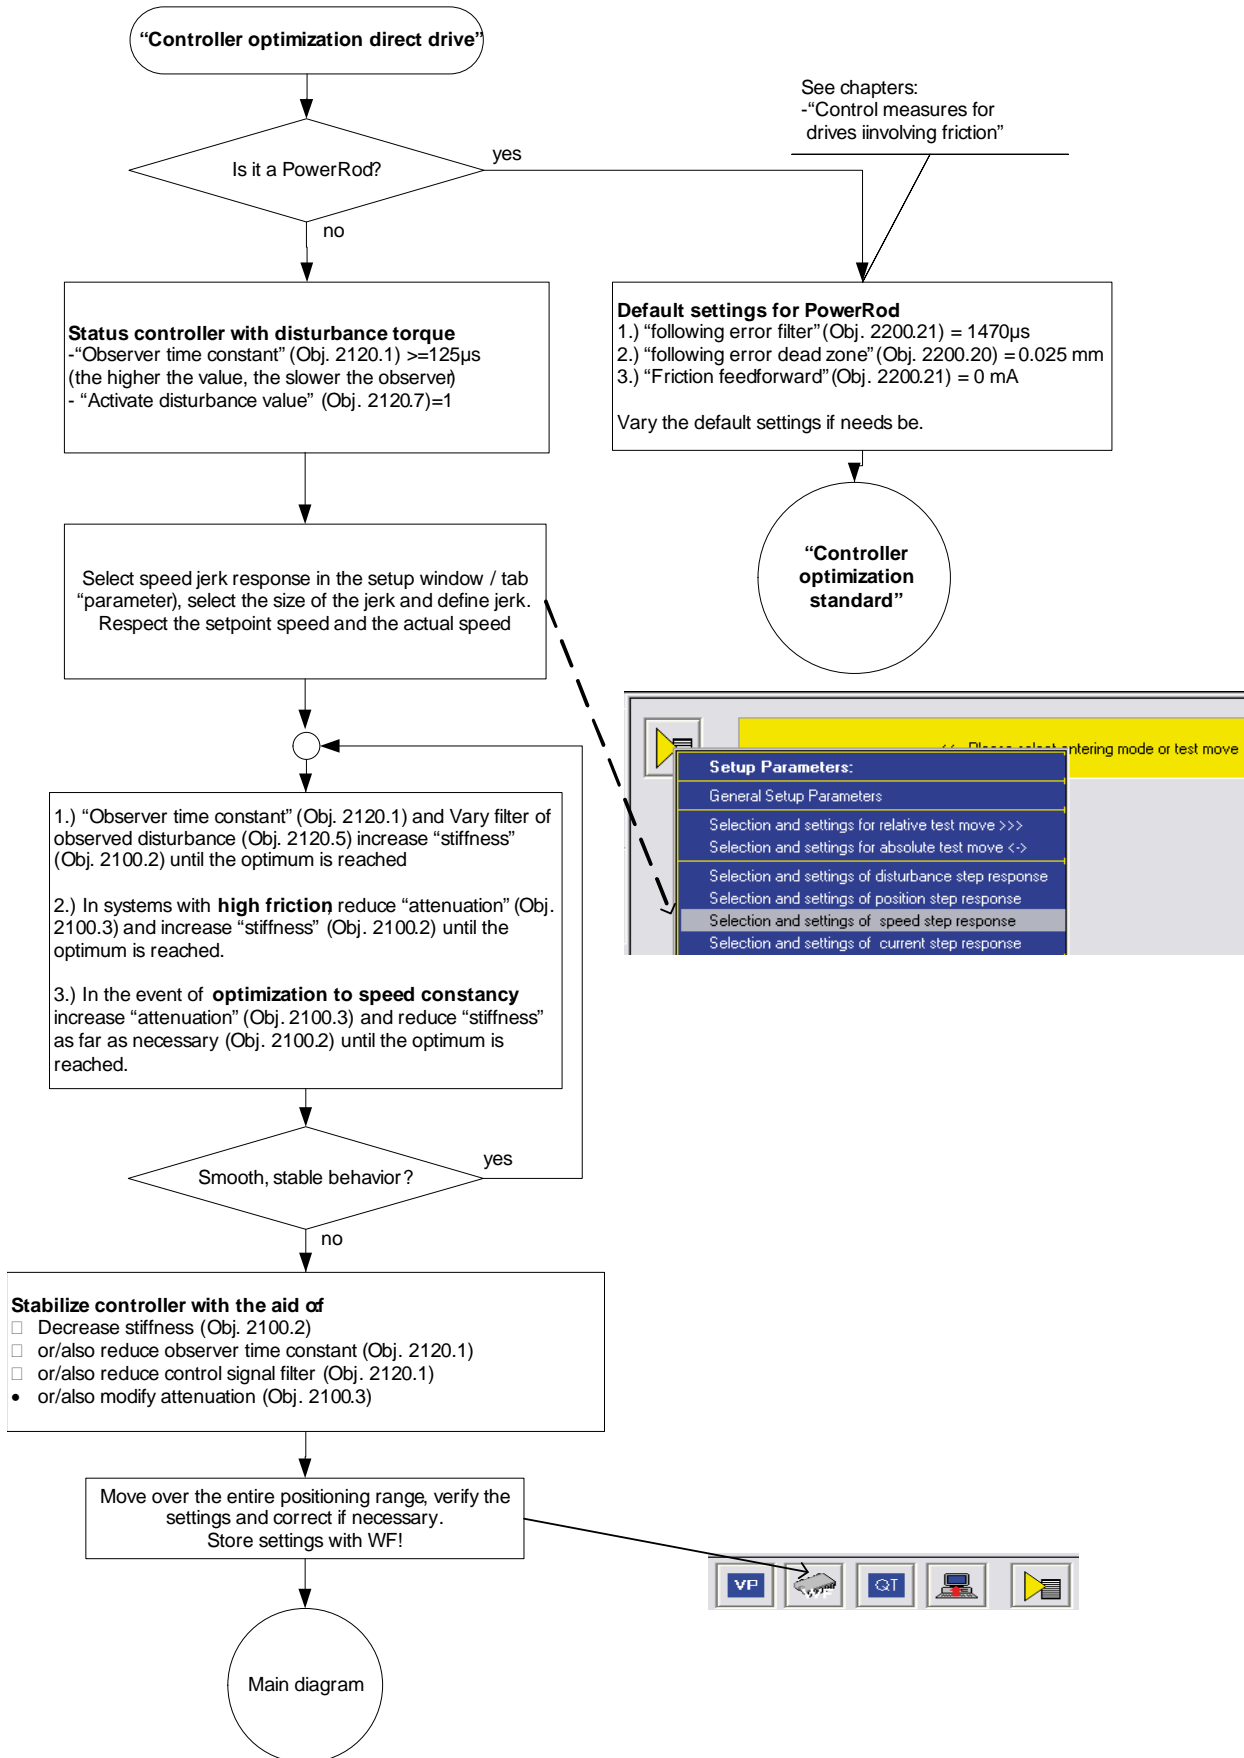 “Controller optimization direct drive”
See chapters:
-“Control measures for
drives iinvolving friction”
Is it a PowerRod?
yes
no
Status controller with disturbance torque
-“Observer time constant” (Obj. 2120.1) >=125µs
(the higher the value, the slower the observer)
- “Activate disturbance value” (Obj. 2120.7)=1
Default settings for PowerRod
1.) “following error filter” (Obj. 2200.21) = 1470µs
2.) “following error dead zone” (Obj. 2200.20) = 0.025 mm
3.) “Friction feedforward” (Obj. 2200.21) = 0 mA
Vary the default settings if needs be.
“Controller
optimization
standard”
Select speed jerk response in the setup window / tab
“parameter), select the size of the jerk and define jerk.
Respect the setpoint speed and the actual speed
<< Please select entering mode or test move
Setup Parameters:
General Setup Parameters
Selection and settings for relative test move >>>
Selection and settings for absolute test move <->
Selection and settings of disturbance step response
Selection and settings of position step response
Selection and settings of speed step response
Selection and settings of current step response
1.) “Observer time constant” (Obj. 2120.1) and Vary filter of
observed disturbance (Obj. 2120.5) increase “stiffness”
(Obj. 2100.2) until the optimum is reached
2.) In systems with high friction, reduce “attenuation” (Obj.
2100.3) and increase “stiffness” (Obj. 2100.2) until the
optimum is reached.
3.) In the event of optimization to speed constancy
increase “attenuation” (Obj. 2100.3) and reduce “stiffness”
as far as necessary (Obj. 2100.2) until the optimum is
reached.
Smooth, stable behavior?
yes
no
Stabilize controller with the aid of:
□ Decrease stiffness (Obj. 2100.2)
□ or/also reduce observer time constant (Obj. 2120.1)
□ or/also reduce control signal filter (Obj. 2120.1)
• or/also modify attenuation (Obj. 2100.3)
Move over the entire positioning range, verify the
settings and correct if necessary.
Store settings with WF!
VP
QT
Main diagram